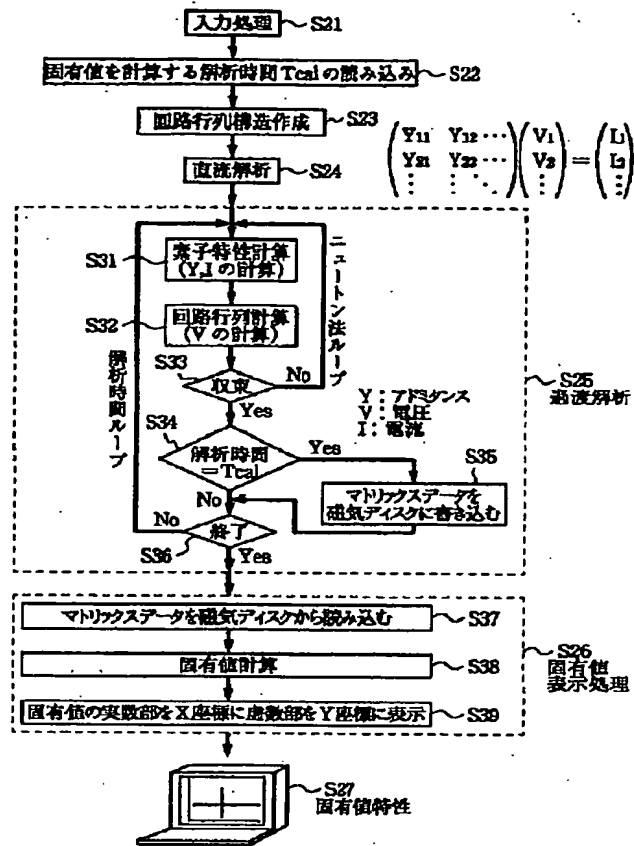 入力処理 S21
固有値を計算する解析時間Tcalの読み込み S22
回路行列構造作成 S23
直流解析 S24
Y11 Y12 ⋯ V1 = I1
Y21 Y22 ⋯ V2 I2
⋮ ⋮ ⋱ ⋮ ⋮
S31 素子特性計算
(Y,Iの計算)
S32 回路行列計算
(Vの計算)
ニュートン法ループ
解析時間ループ
S33 収束 No
Yes
Y:アドミタンス
V:電圧
I:電流
S25
過渡解析
S34 解析時間
=Tcal
Yes
No
S35
マトリックスデータを
磁気ディスクに書き込む
No 終了
S36 Yes
マトリックスデータを磁気ディスクから読み込む S37
固有値計算 S38
固有値の実数部をX座標に虚数部をY座標に表示 S39
S26
固有値
表示処理
S27
固有値特性